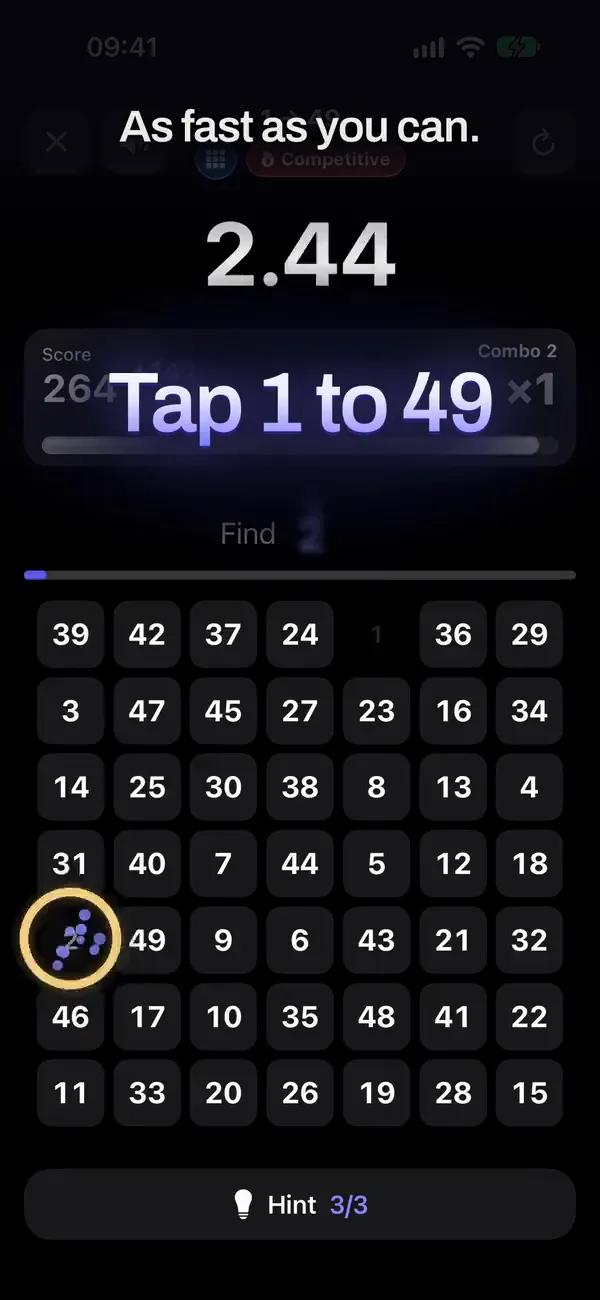 09:41
As fast as you can.
Competitive
2.44
Score
Combo 2
264
×1
Tap 1 to 49
Find 2
39 42 37 24 1 36 29
3 47 45 27 23 16 34
14 25 30 38 8 13 4
31 40 7 44 5 12 18
2 49 9 6 43 21 32
46 17 10 35 48 41 22
11 33 20 26 19 28 15
Hint 3/3